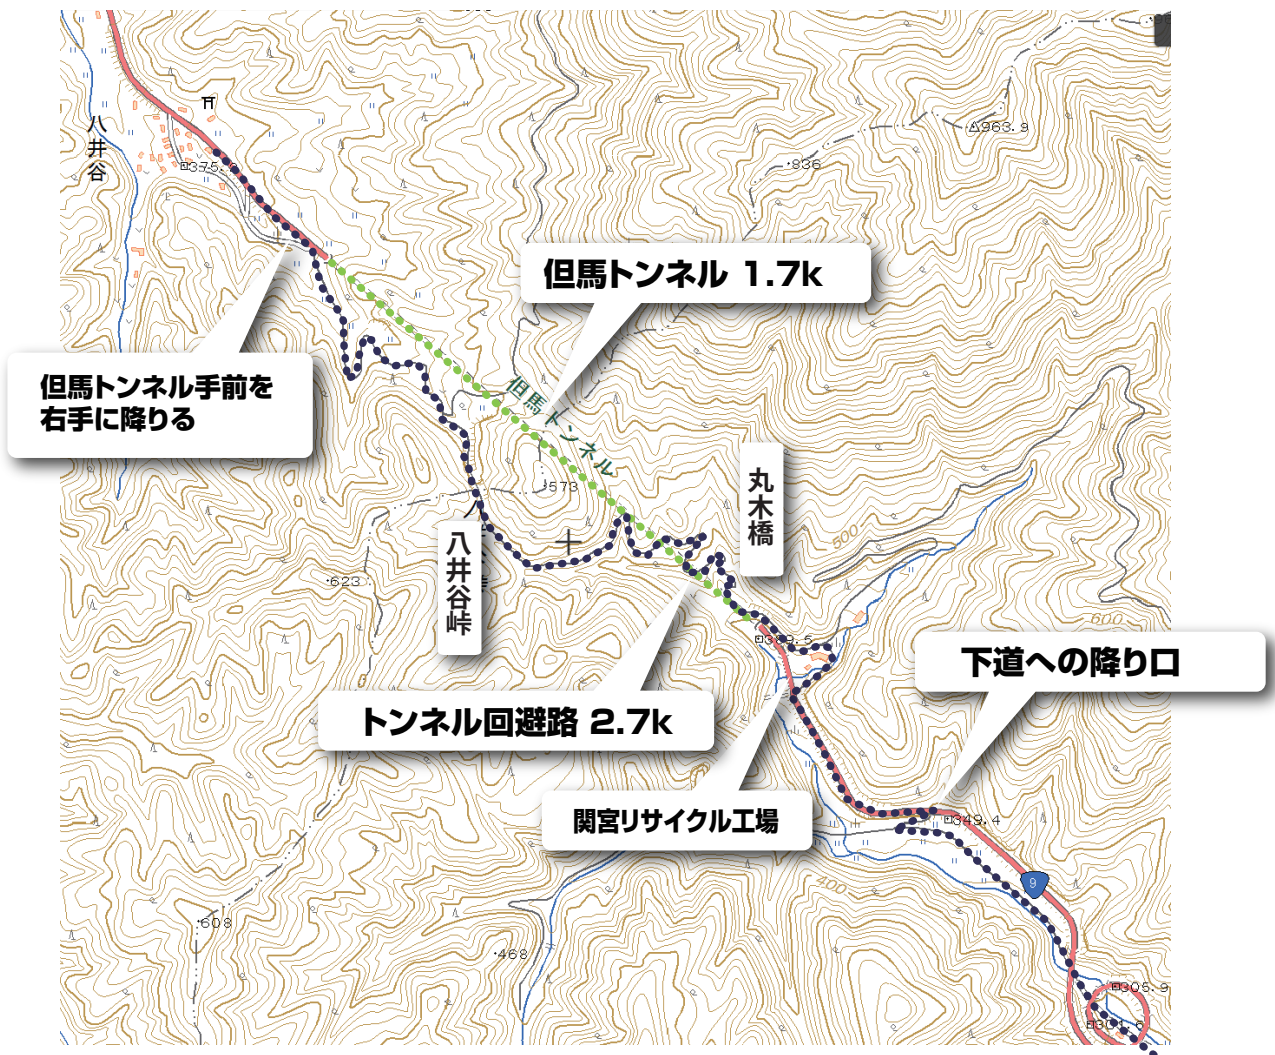 963.9
八井谷
836
375.
但馬トンネル 1.7k
但馬トンネル手前を
右手に降りる
但馬トンネル
丸木橋
573
500
八井谷峠
623
600
下道への降り口
トンネル回避路 2.7k
関宮リサイクル工場
349.4
9
400
608
468
305.9